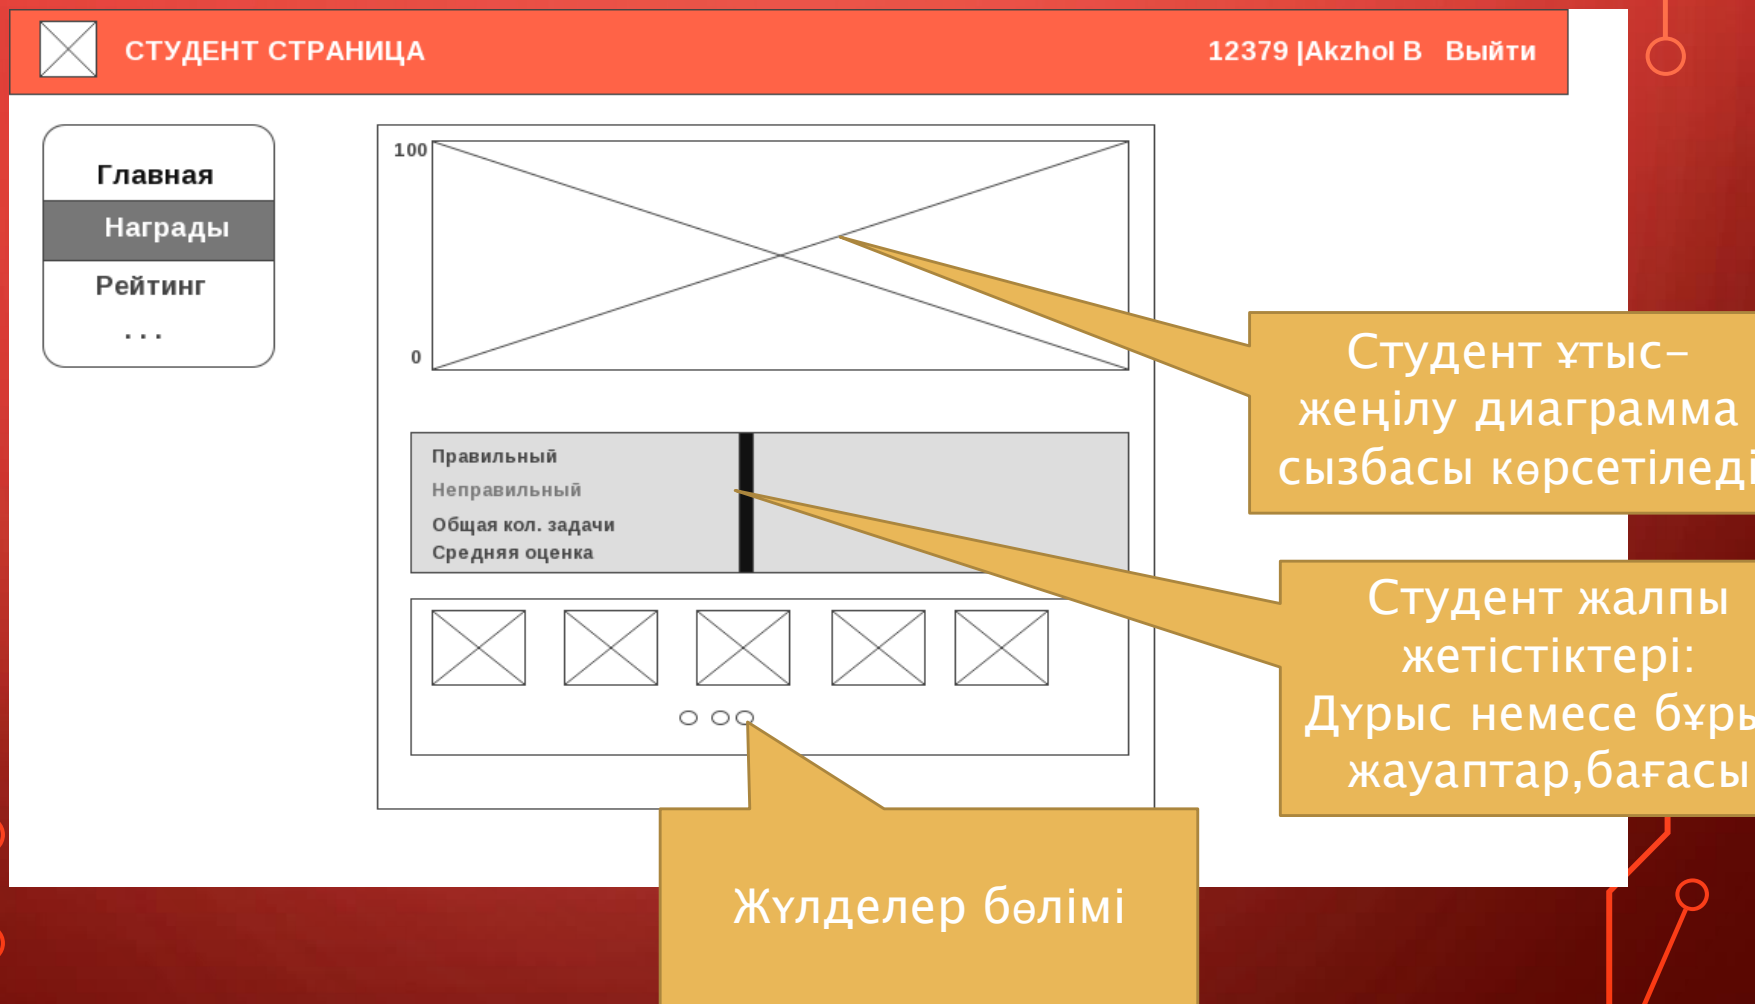 СТУДЕНТ СТРАНИЦА
12379 |Akzhol B Выйти
Главная
Награды
Рейтинг
...
100
0
Правильный
Неправильный
Общая кол. задачи
Средняя оценка
Студент ұтыс-
жеңілу диаграмма
сызбасы көрсетіледі
Студент жалпы
жетістіктері:
Дұрыс немесе
жауаптар,бағасы
Жүлделер бөлімі